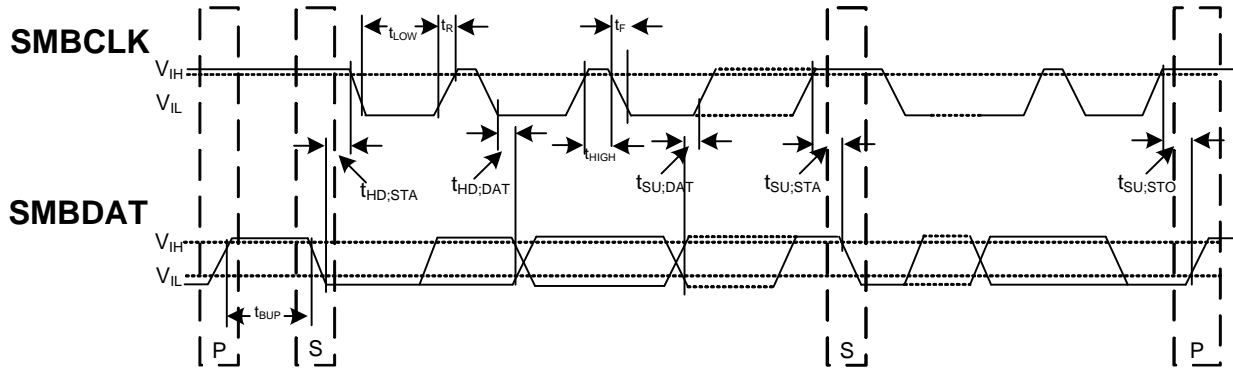 SMBCLK
tLOW
tR
tF
VIH
VIL
tHD;STA
tHD;DAT
tHIGH
tSU;DAT
tSU;STA
tSU;STO
SMBDAT
VIH
VIL
tBUP
P
S
S
P